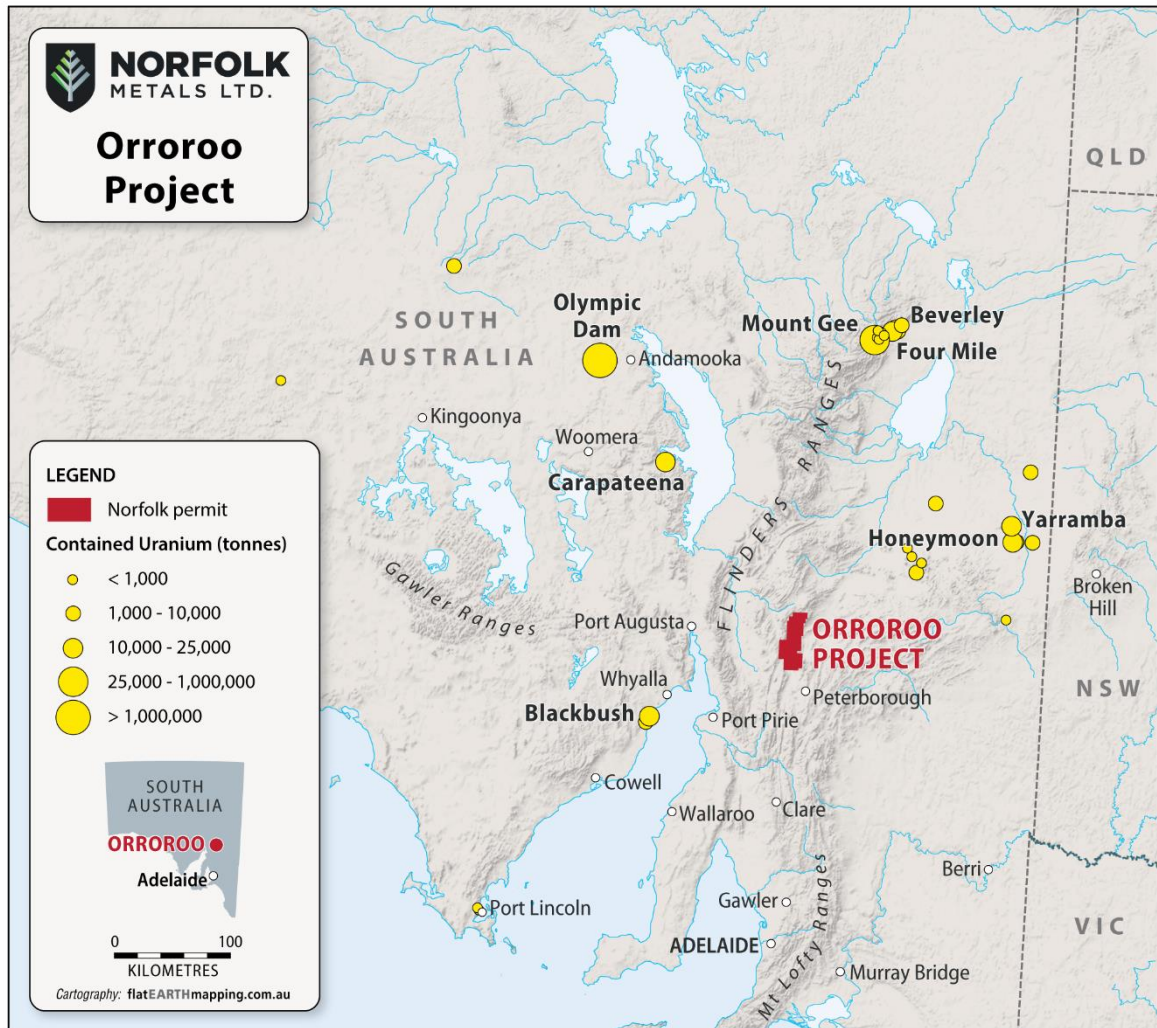 NORFOLK
METALS LTD.
Orroroo
Project
QLD
SOUTH
AUSTRALIA
Olympic
Dam
Andamooka
Mount Gee
Beverley
Four Mile
Kingoonya
Woomera
Carapateena
FLINDERS RANGES
Yarramba
Honeymoon
Broken
Hill
Gawler Ranges
Port Augusta
ORROROO
PROJECT
NSW
Whyalla
Peterborough
Blackbush
Port Pirie
Cowell
Wallaroo
Clare
Berri
Port Lincoln
Gawler
VIC
ADELAIDE
Mt Lofty Ranges
Murray Bridge
LEGEND
Norfolk permit
Contained Uranium (tonnes)
< 1,000
1,000 - 10,000
10,000 - 25,000
25,000 - 1,000,000
> 1,000,000
SOUTH
AUSTRALIA
ORROROO
Adelaide
0 100
KILOMETRES
Cartography: flatEARTHmapping.com.au